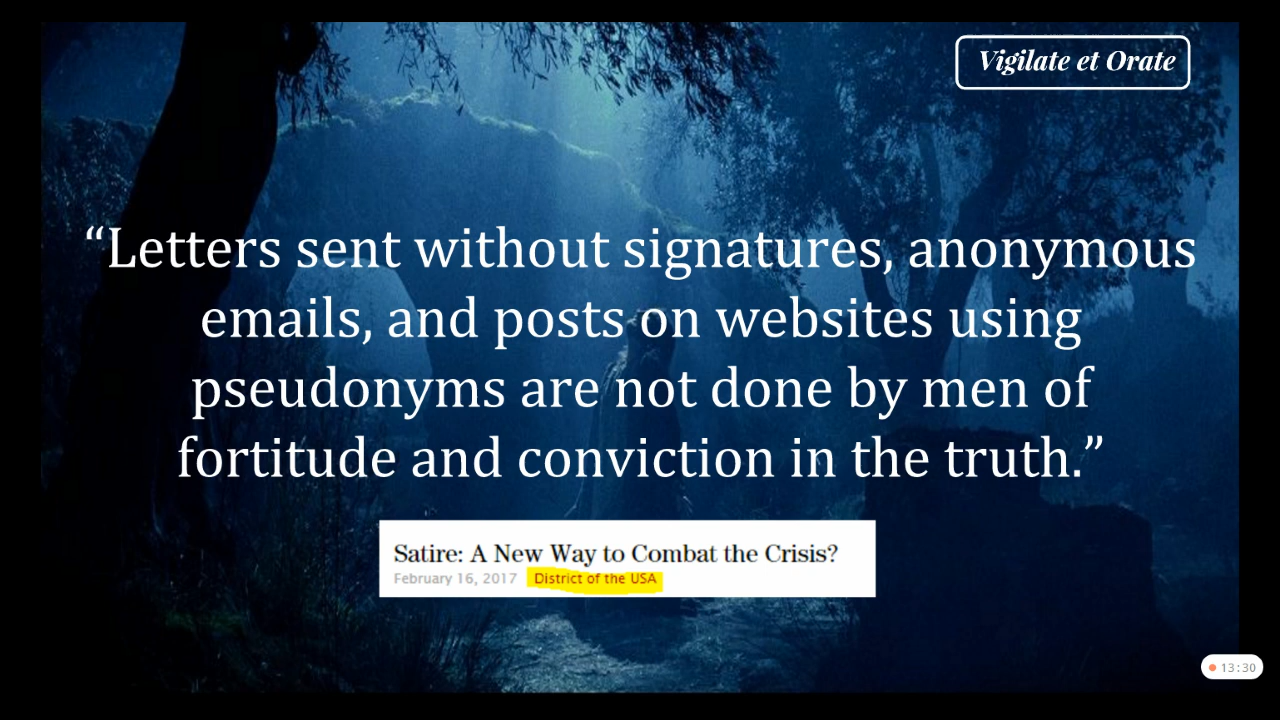 Vigilate et Orate
“Letters sent without signatures, anonymous
emails, and posts on websites using
pseudonyms are not done by men of
fortitude and conviction in the truth.”
Satire: A New Way to Combat the Crisis?
February 16, 2017 District of the USA
13:30